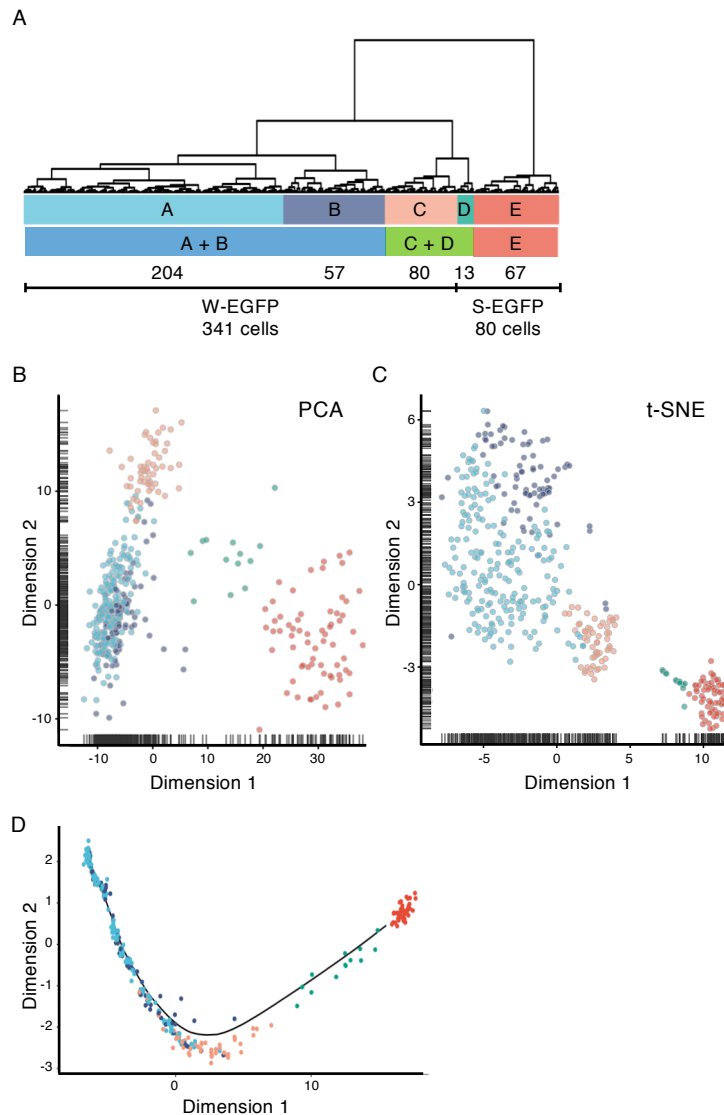 A
A B C D E
A + B C + D E
204 57 80 13 67
W-EGFP S-EGFP
341 cells 80 cells
B
PCA
Dimension 2
10
0
-10
-10 0 10 20 30
Dimension 1
C
t-SNE
Dimension 2
6
3
0
-3
-5 0 5 10
Dimension 1
D
Dimension 2
2
1
0
-1
-2
-3
0 10
Dimension 1